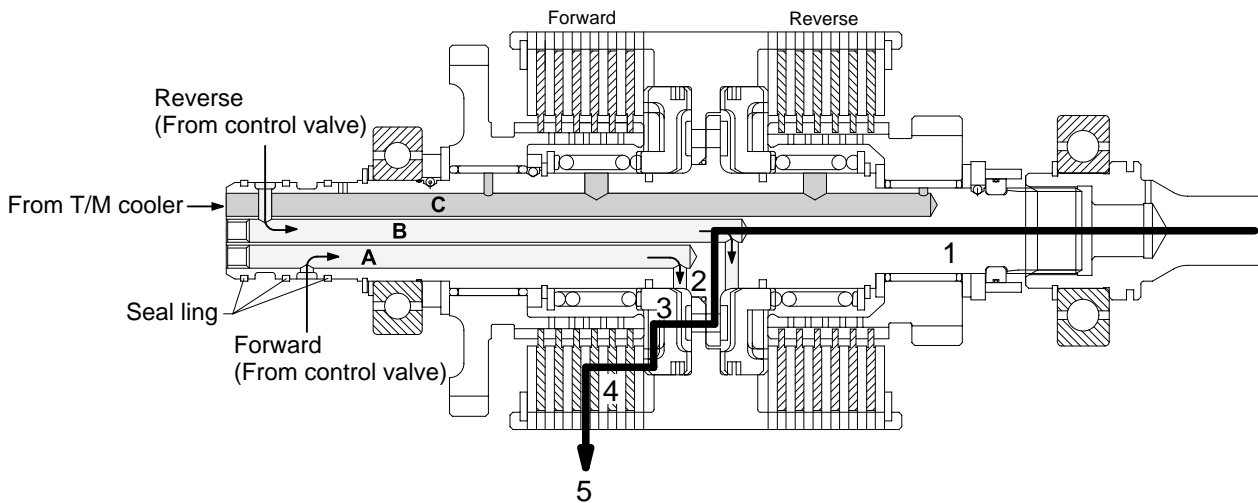 Forward
Reverse
Reverse
(From control valve)
From T/M cooler
C
B
A
1
2
3
Seal ling
Forward
(From control valve)
4
5